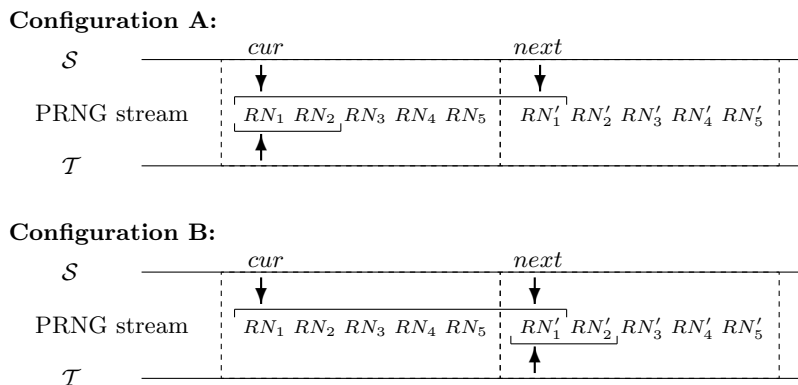 Configuration A:
cur next
𝒮
PRNG stream RN₁ RN₂ RN₃ RN₄ RN₅ RN′₁ RN′₂ RN′₃ RN′₄ RN′₅
𝒯
Configuration B:
cur next
𝒮
PRNG stream RN₁ RN₂ RN₃ RN₄ RN₅ RN′₁ RN′₂ RN′₃ RN′₄ RN′₅
𝒯